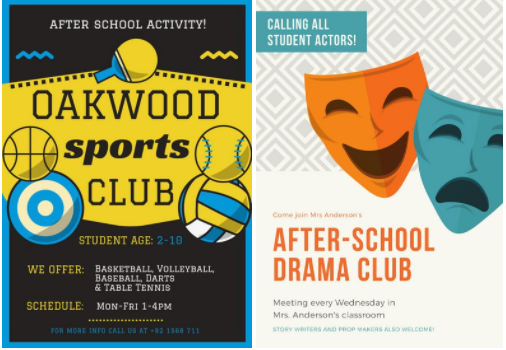 AFTER SCHOOL ACTIVITY!
OAKWOOD
sports
CLUB
STUDENT AGE: 2-18
WE OFFER: BASKETBALL, VOLLEYBALL,
BASEBALL, DARTS
& TABLE TENNIS
SCHEDULE: MON-FRI 1-4PM
FOR MORE INFO CALL US AT +92 1568 711
CALLING ALL
STUDENT ACTORS!
Come join Mrs Anderson's
AFTER-SCHOOL
DRAMA CLUB
Meeting every Wednesday in
Mrs. Anderson's classroom
STORY WRITERS AND PROP MAKERS ALSO WELCOME!